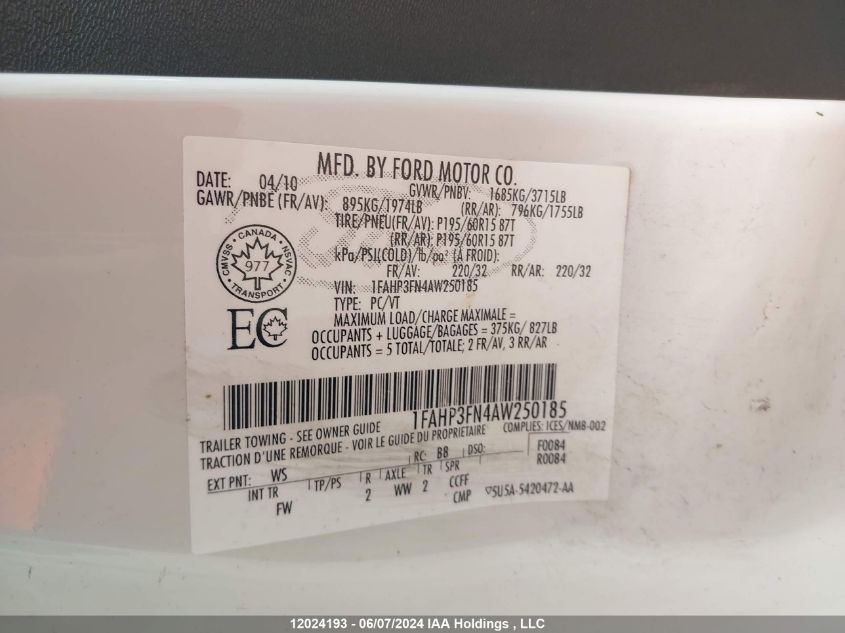 MFD. BY FORD MOTOR CO.
DATE: 04/10 GVWR/PNBV: 1685KG/3715LB
GAWR/PNBE (FR/AV): 895KG/1974LB (RR/AR): 796KG/1755LB
TIRE/PNEU(FR/AV): P195/60R15 87T
(RR/AR): P195/60R15 87T
kPa/PSI(COLD)/lb/po² (À FROID):
FR/AV: 220/32 RR/AR: 220/32
CMVSS · CANADA · NSVAC
977
TRANSPORT
VIN: 1FAHP3FN4AW250185
TYPE: PC/VT
EC
MAXIMUM LOAD/CHARGE MAXIMALE =
OCCUPANTS + LUGGAGE/BAGAGES = 375KG/ 827LB
OCCUPANTS = 5 TOTAL/TOTALE; 2 FR/AV, 3 RR/AR
1FAHP3FN4AW250185
TRAILER TOWING - SEE OWNER GUIDE COMPLIES: ICES/NMB-002
TRACTION D'UNE REMORQUE - VOIR LE GUIDE DU PROPRIETAIRE
EXT PNT: WS RC: BB DSO: F0084
R0084
INT TR TP/PS R AXLE TR SPR
FW 2 WW 2 CCFF
CMP ▽5U5A-5420472-AA
12024193 - 06/07/2024 IAA Holdings , LLC